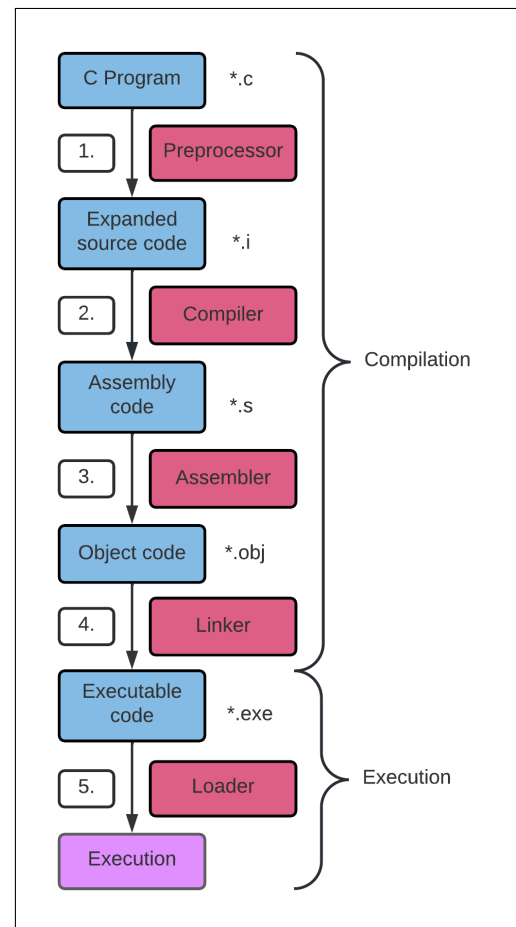 C Program
*.c
1.
Preprocessor
Expanded
source code
*.i
2.
Compiler
Compilation
Assembly
code
*.s
3.
Assembler
Object code
*.obj
4.
Linker
Executable
code
*.exe
5.
Loader
Execution
Execution